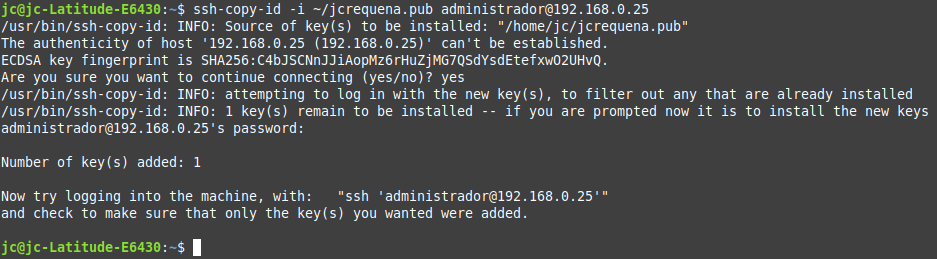 jc@jc-Latitude-E6430:~$ ssh-copy-id -i ~/jcrequena.pub administrador@192.168.0.25
/usr/bin/ssh-copy-id: INFO: Source of key(s) to be installed: "/home/jc/jcrequena.pub"
The authenticity of host '192.168.0.25 (192.168.0.25)' can't be established.
ECDSA key fingerprint is SHA256:C4bJSCNnJJiAopMz6rHuZjMG7QSdYsdEtefxwO2UHvQ.
Are you sure you want to continue connecting (yes/no)? yes
/usr/bin/ssh-copy-id: INFO: attempting to log in with the new key(s), to filter out any that are already installed
/usr/bin/ssh-copy-id: INFO: 1 key(s) remain to be installed -- if you are prompted now it is to install the new keys
administrador@192.168.0.25's password:
Number of key(s) added: 1
Now try logging into the machine, with:   "ssh 'administrador@192.168.0.25'"
and check to make sure that only the key(s) you wanted were added.
jc@jc-Latitude-E6430:~$